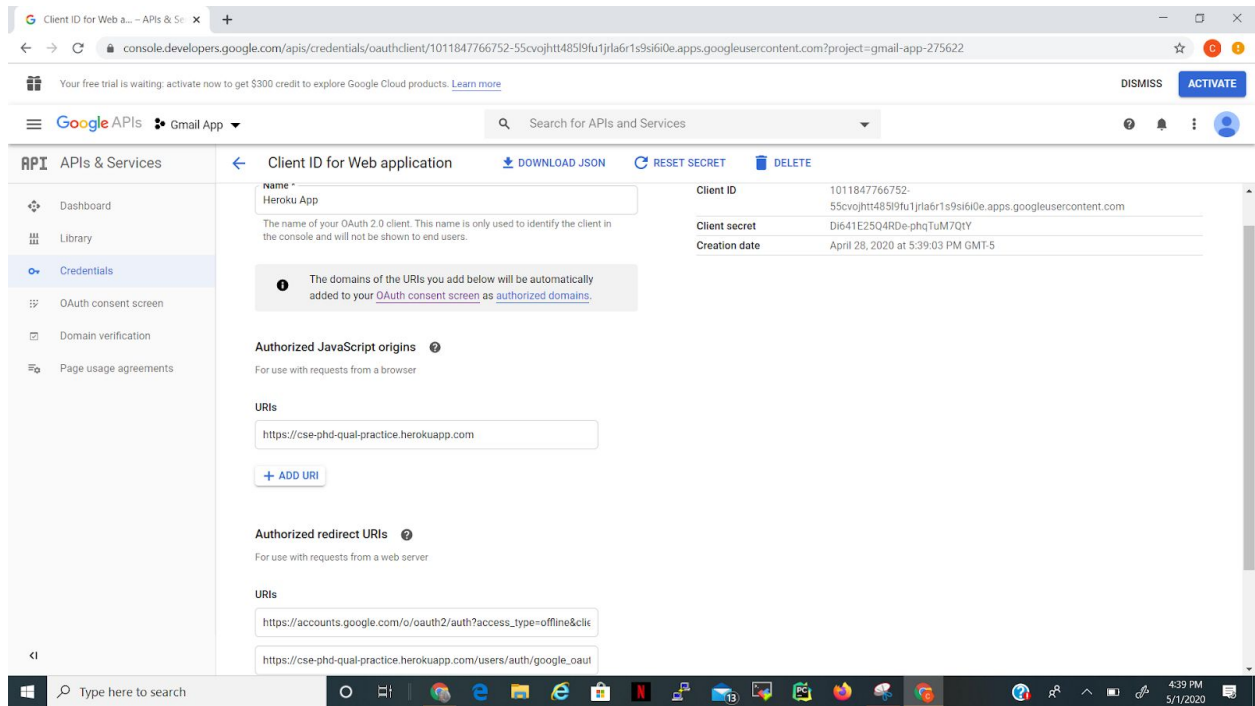 Client ID for Web a... – APIs & Se
console.developers.google.com/apis/credentials/oauthclient/1011847766752-55cvojhtt485l9fu1jrla6r1s9si6i0e.apps.googleusercontent.com?project=gmail-app-275622
C
Your free trial is waiting: activate now to get $300 credit to explore Google Cloud products. Learn more
DISMISS
ACTIVATE
Google APIs
Gmail App
Search for APIs and Services
API APIs & Services
Client ID for Web application
DOWNLOAD JSON
RESET SECRET
DELETE
Dashboard
Library
Credentials
OAuth consent screen
Domain verification
Page usage agreements
Name *
Heroku App
The name of your OAuth 2.0 client. This name is only used to identify the client in
the console and will not be shown to end users.
The domains of the URIs you add below will be automatically
added to your OAuth consent screen as authorized domains.
Authorized JavaScript origins
For use with requests from a browser
URIs
https://cse-phd-qual-practice.herokuapp.com
+ ADD URI
Authorized redirect URIs
For use with requests from a web server
URIs
https://accounts.google.com/o/oauth2/auth?access_type=offline&clie
https://cse-phd-qual-practice.herokuapp.com/users/auth/google_oaut
Client ID
1011847766752-
55cvojhtt485l9fu1jrla6r1s9si6i0e.apps.googleusercontent.com
Client secret
Di641E25Q4RDe-phqTuM7QtY
Creation date
April 28, 2020 at 5:39:03 PM GMT-5
Type here to search
13
4:39 PM
5/1/2020